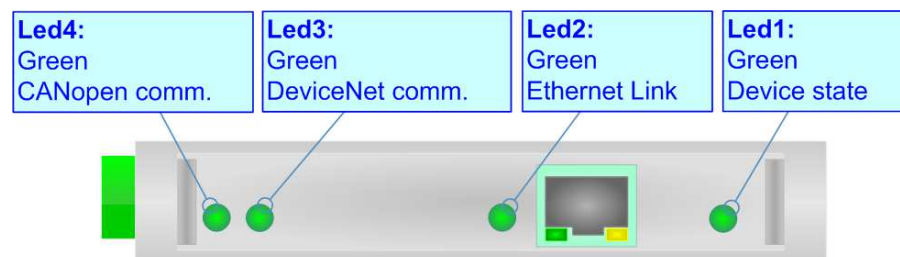 Led4:
Green
CANopen comm.
Led3:
Green
DeviceNet comm.
Led2:
Green
Ethernet Link
Led1:
Green
Device state